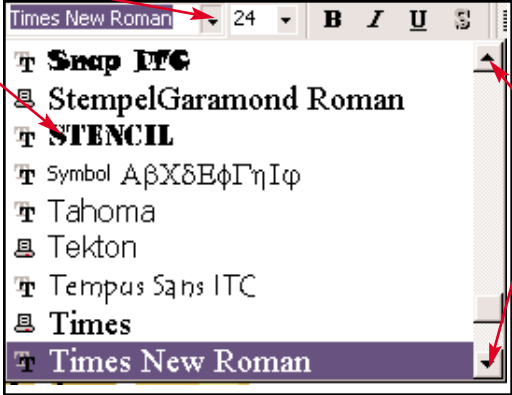 Times New Roman 24 B I U S
Snap ITC
StempelGaramond Roman
STENCIL
Symbol ΑβΧδΕφΓηΙφ
Tahoma
Tekton
Tempus Sans ITC
Times
Times New Roman